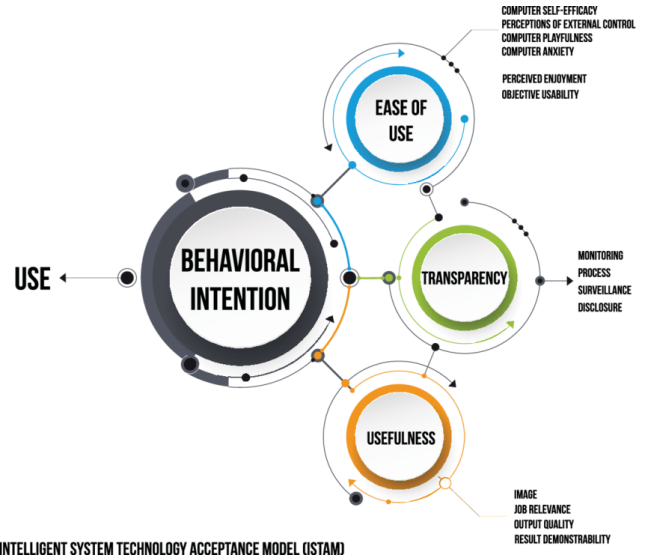 COMPUTER SELF-EFFICACY
PERCEPTIONS OF EXTERNAL CONTROL
COMPUTER PLAYFULNESS
COMPUTER ANXIETY
PERCEIVED ENJOYMENT
OBJECTIVE USABILITY
EASE OF
USE
BEHAVIORAL
INTENTION
USE
TRANSPARENCY
MONITORING
PROCESS
SURVEILLANCE
DISCLOSURE
USEFULNESS
IMAGE
JOB RELEVANCE
OUTPUT QUALITY
RESULT DEMONSTRABILITY
INTELLIGENT SYSTEM TECHNOLOGY ACCEPTANCE MODEL (ISTAM)